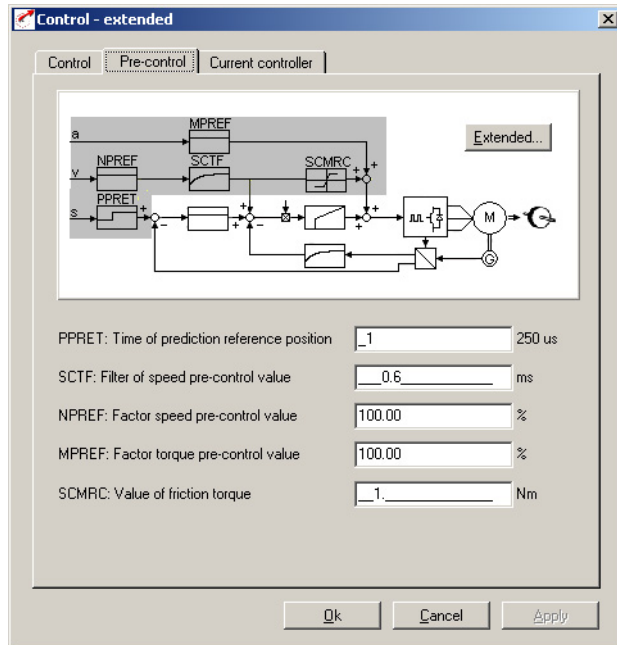 Control - extended
Control Pre-control Current controller
MPREF
a
Extended...
NPREF SCTF SCMRC
v
PPRET
s
M
G
PPRET: Time of prediction reference position _1 250 us
SCTF: Filter of speed pre-control value ___0.6___________ ms
NPREF: Factor speed pre-control value 100.00 %
MPREF: Factor torque pre-control value 100.00 %
SCMRC: Value of friction torque __1.____________ Nm
Ok Cancel Apply